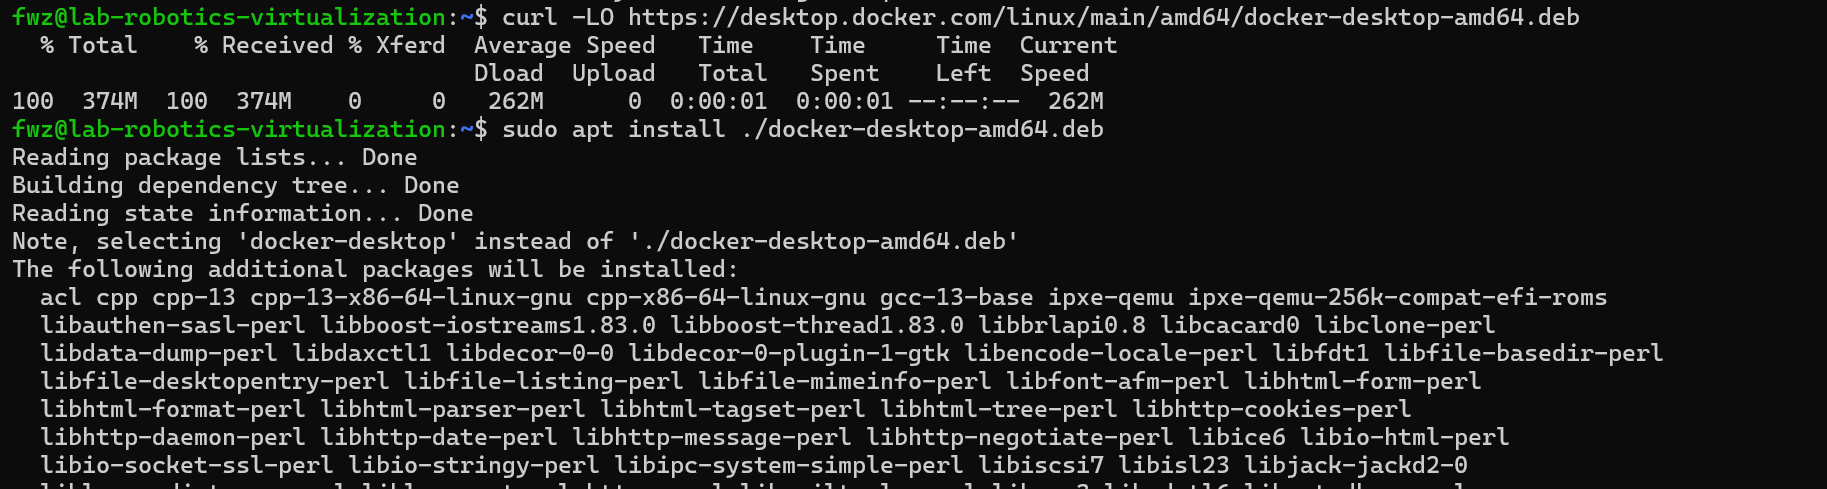 fwz@lab-robotics-virtualization:~$ curl -LO https://desktop.docker.com/linux/main/amd64/docker-desktop-amd64.deb
  % Total    % Received % Xferd  Average Speed   Time    Time     Time  Current
                                 Dload  Upload   Total   Spent    Left  Speed
100  374M  100  374M    0     0   262M      0  0:00:01  0:00:01 --:--:--  262M
fwz@lab-robotics-virtualization:~$ sudo apt install ./docker-desktop-amd64.deb
Reading package lists... Done
Building dependency tree... Done
Reading state information... Done
Note, selecting 'docker-desktop' instead of './docker-desktop-amd64.deb'
The following additional packages will be installed:
  acl cpp cpp-13 cpp-13-x86-64-linux-gnu cpp-x86-64-linux-gnu gcc-13-base ipxe-qemu ipxe-qemu-256k-compat-efi-roms
  libauthen-sasl-perl libboost-iostreams1.83.0 libboost-thread1.83.0 libbrlapi0.8 libcacard0 libclone-perl
  libdata-dump-perl libdaxctl1 libdecor-0-0 libdecor-0-plugin-1-gtk libencode-locale-perl libfdt1 libfile-basedir-perl
  libfile-desktopentry-perl libfile-listing-perl libfile-mimeinfo-perl libfont-afm-perl libhtml-form-perl
  libhtml-format-perl libhtml-parser-perl libhtml-tagset-perl libhtml-tree-perl libhttp-cookies-perl
  libhttp-daemon-perl libhttp-date-perl libhttp-message-perl libhttp-negotiate-perl libice6 libio-html-perl
  libio-socket-ssl-perl libio-stringy-perl libipc-system-simple-perl libiscsi7 libisl23 libjack-jackd2-0